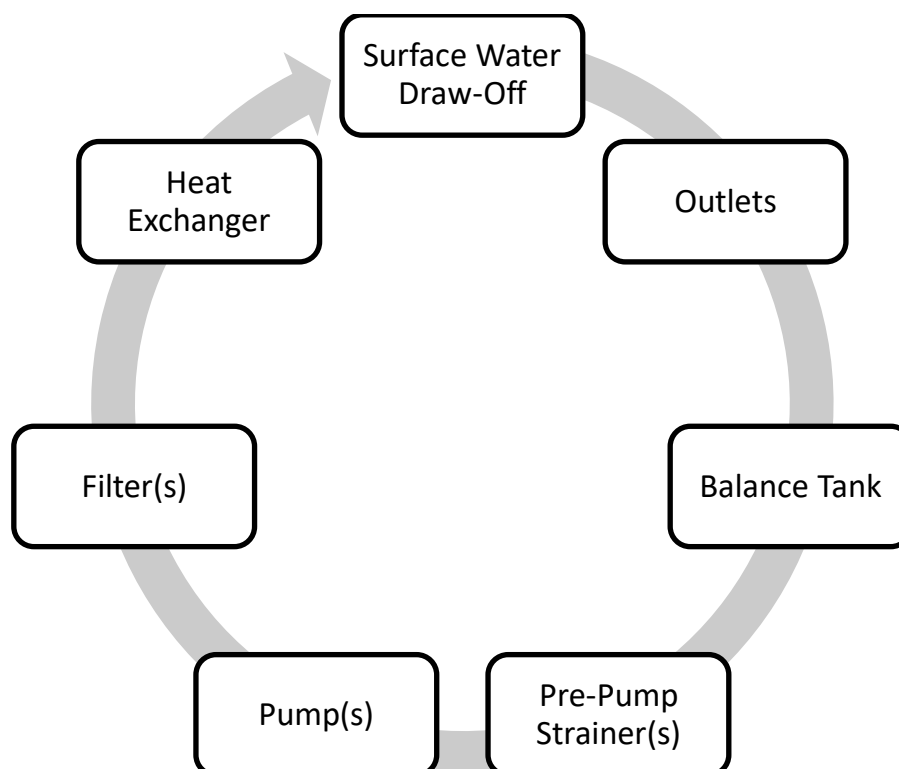 Surface Water
Draw-Off
Outlets
Balance Tank
Pre-Pump
Strainer(s)
Pump(s)
Filter(s)
Heat
Exchanger